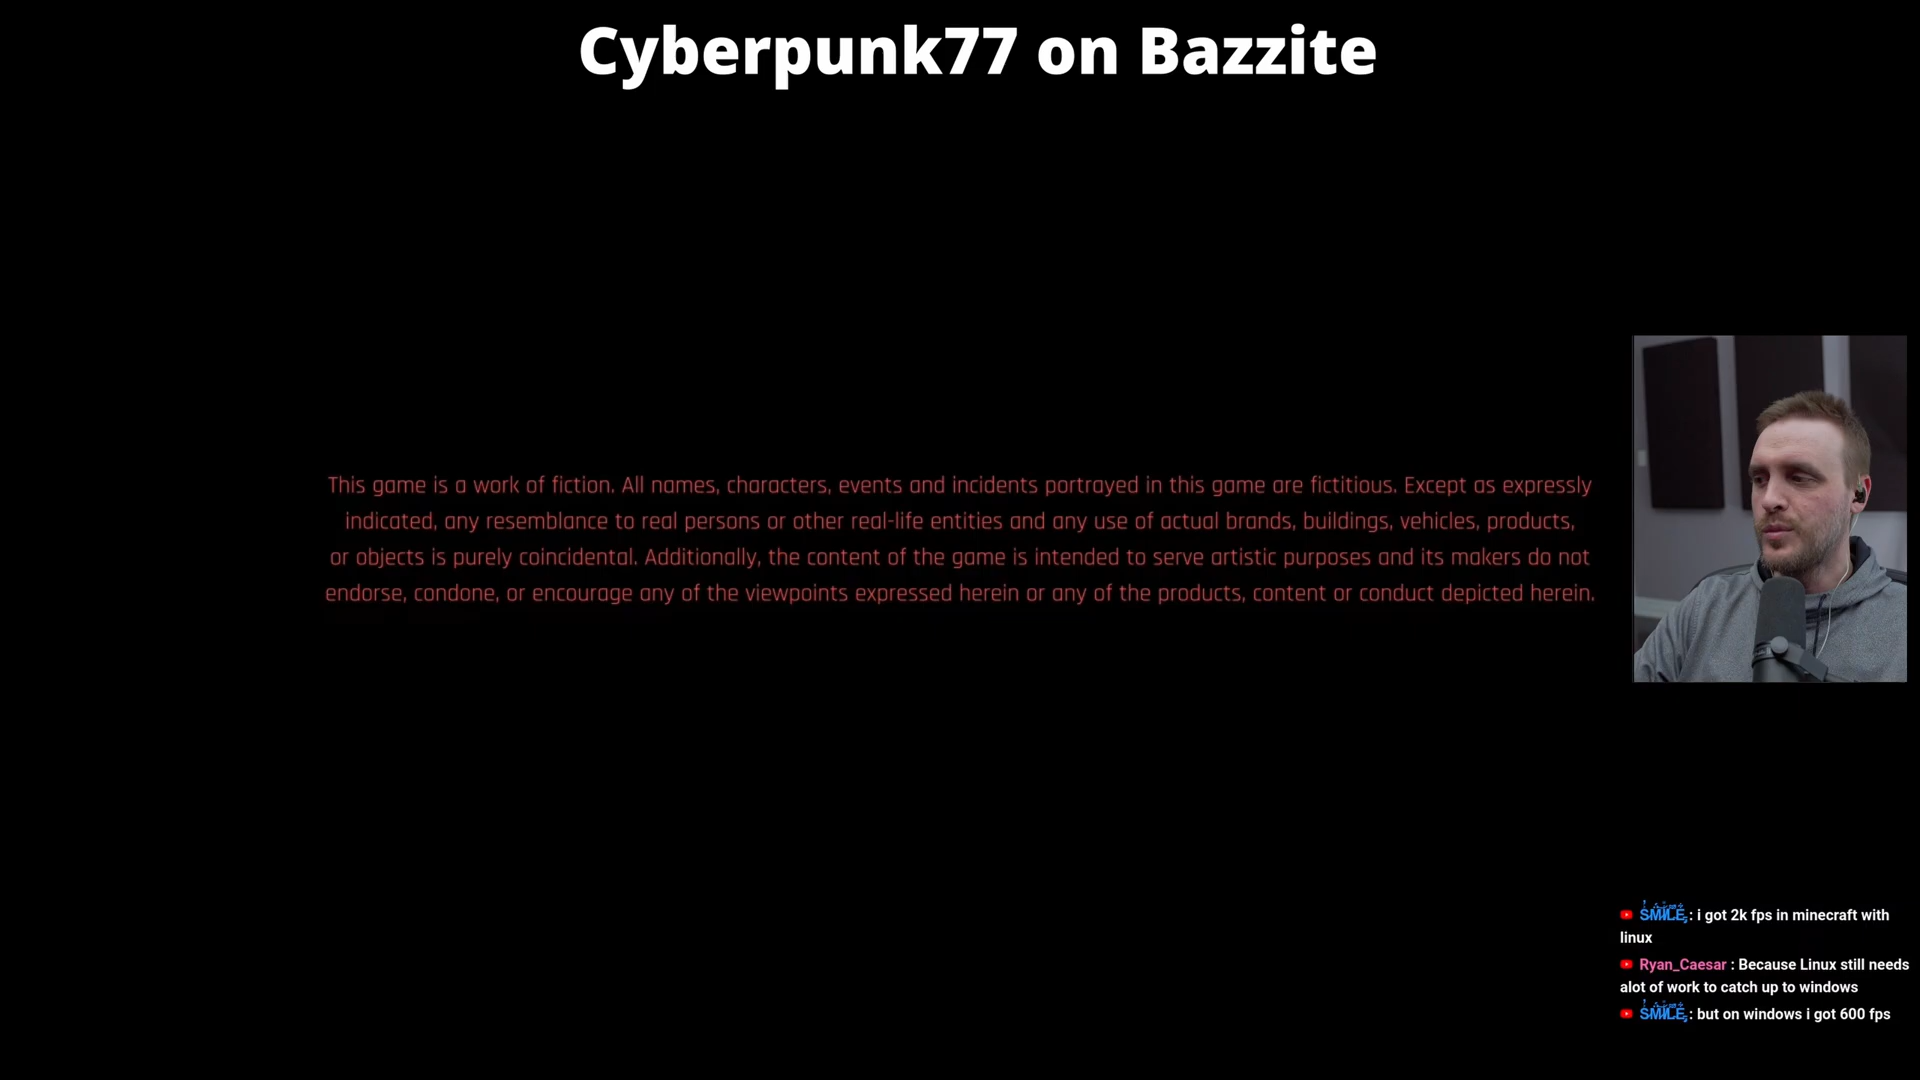 Cyberpunk77 on Bazzite
This game is a work of fiction. All names, characters, events and incidents portrayed in this game are fictitious. Except as expressly
indicated, any resemblance to real persons or other real-life entities and any use of actual brands, buildings, vehicles, products,
or objects is purely coincidental. Additionally, the content of the game is intended to serve artistic purposes and its makers do not
endorse, condone, or encourage any of the viewpoints expressed herein or any of the products, content or conduct depicted herein.
SMILE : i got 2k fps in minecraft with
linux
Ryan_Caesar : Because Linux still needs
alot of work to catch up to windows
SMILE : but on windows i got 600 fps